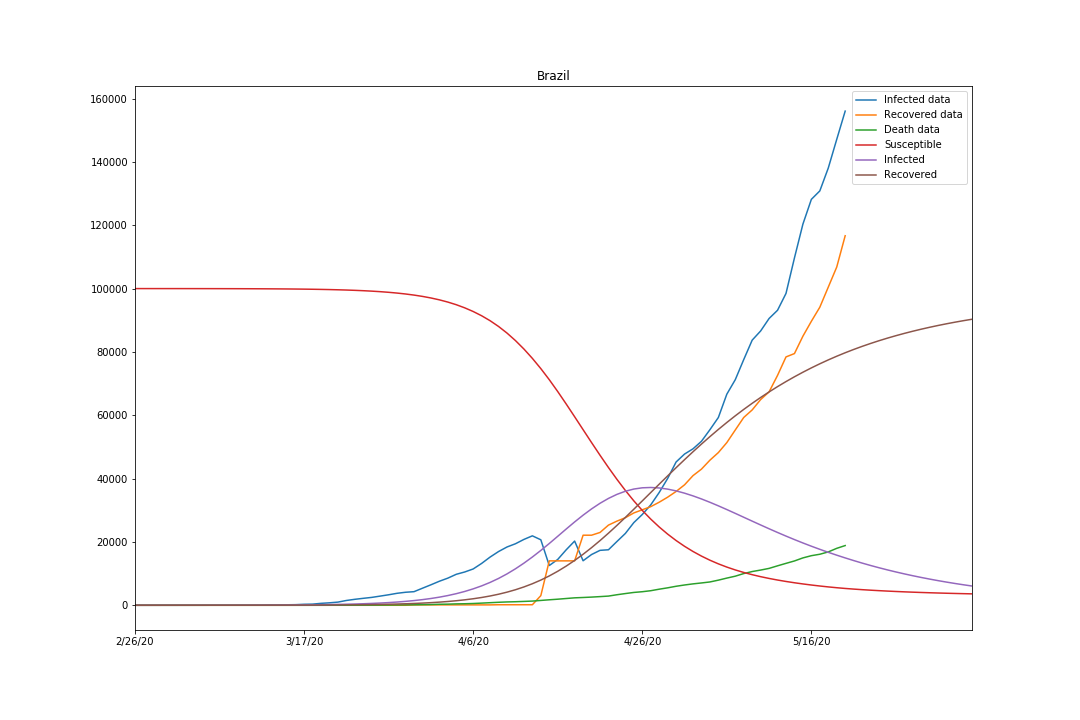 Brazil
160000
140000
120000
100000
80000
60000
40000
20000
0
2/26/20
3/17/20
4/6/20
4/26/20
5/16/20
Infected data
Recovered data
Death data
Susceptible
Infected
Recovered